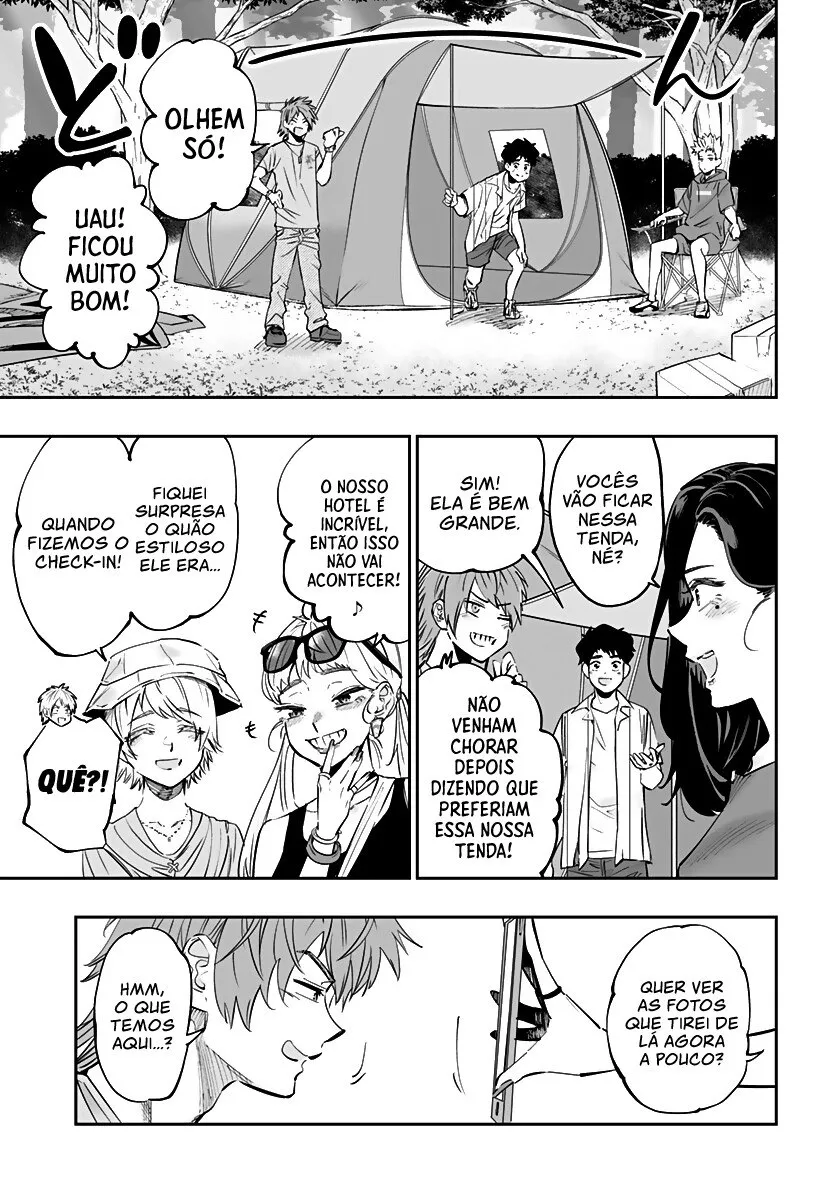 ど
ーん
OLHEM
SÓ!
UAU!
FICOU
MUITO
BOM!
VOCÊS
VÃO FICAR
NESSA
TENDA,
NÉ?
SIM!
ELA É BEM
GRANDE.
NÃO
VENHAM
CHORAR
DEPOIS
DIZENDO QUE
PREFERIAM
ESSA NOSSA
TENDA!
O NOSSO
HOTEL É
INCRÍVEL,
ENTÃO ISSO
NÃO VAI
ACONTECER!
♪
FIQUEI
SURPRESA
O QUÃO
ESTILOSO
ELE ERA...
QUANDO
FIZEMOS O
CHECK-IN!
QUÊ?!
QUER VER
AS FOTOS
QUE TIREI DE
LÁ AGORA
A POUCO?
HMM,
O QUE
TEMOS
AQUI...?